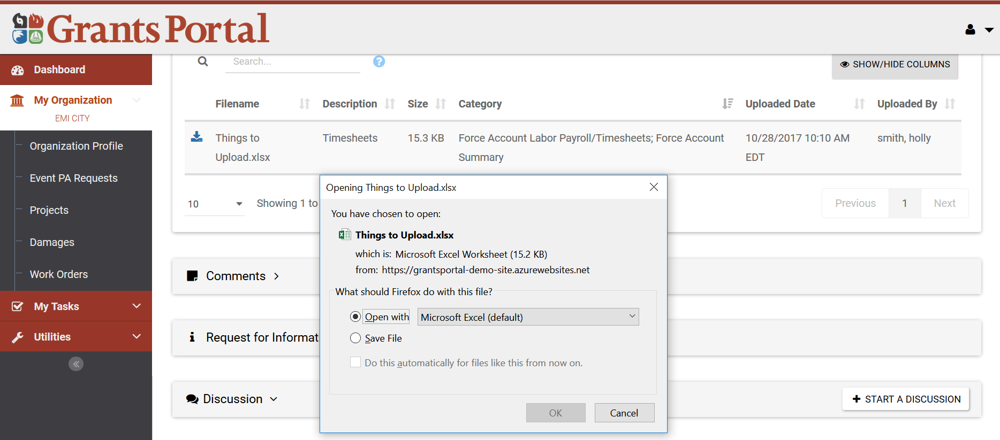 Grants Portal
Dashboard
My Organization
EMI CITY
Organization Profile
Event PA Requests
Projects
Damages
Work Orders
My Tasks
Utilities
Search...
?
SHOW/HIDE COLUMNS
Filename Description Size Category Uploaded Date Uploaded By
Things to Timesheets 15.3 KB Force Account Labor Payroll/Timesheets; Force Account 10/28/2017 10:10 AM smith, holly
Upload.xlsx Summary EDT
10 Showing 1 to
Previous 1 Next
Comments
Request for Informat
Discussion
START A DISCUSSION
Opening Things to Upload.xlsx
You have chosen to open:
Things to Upload.xlsx
which is: Microsoft Excel Worksheet (15.2 KB)
from: https://grantsportal-demo-site.azurewebsites.net
What should Firefox do with this file?
Open with Microsoft Excel (default)
Save File
Do this automatically for files like this from now on.
OK Cancel